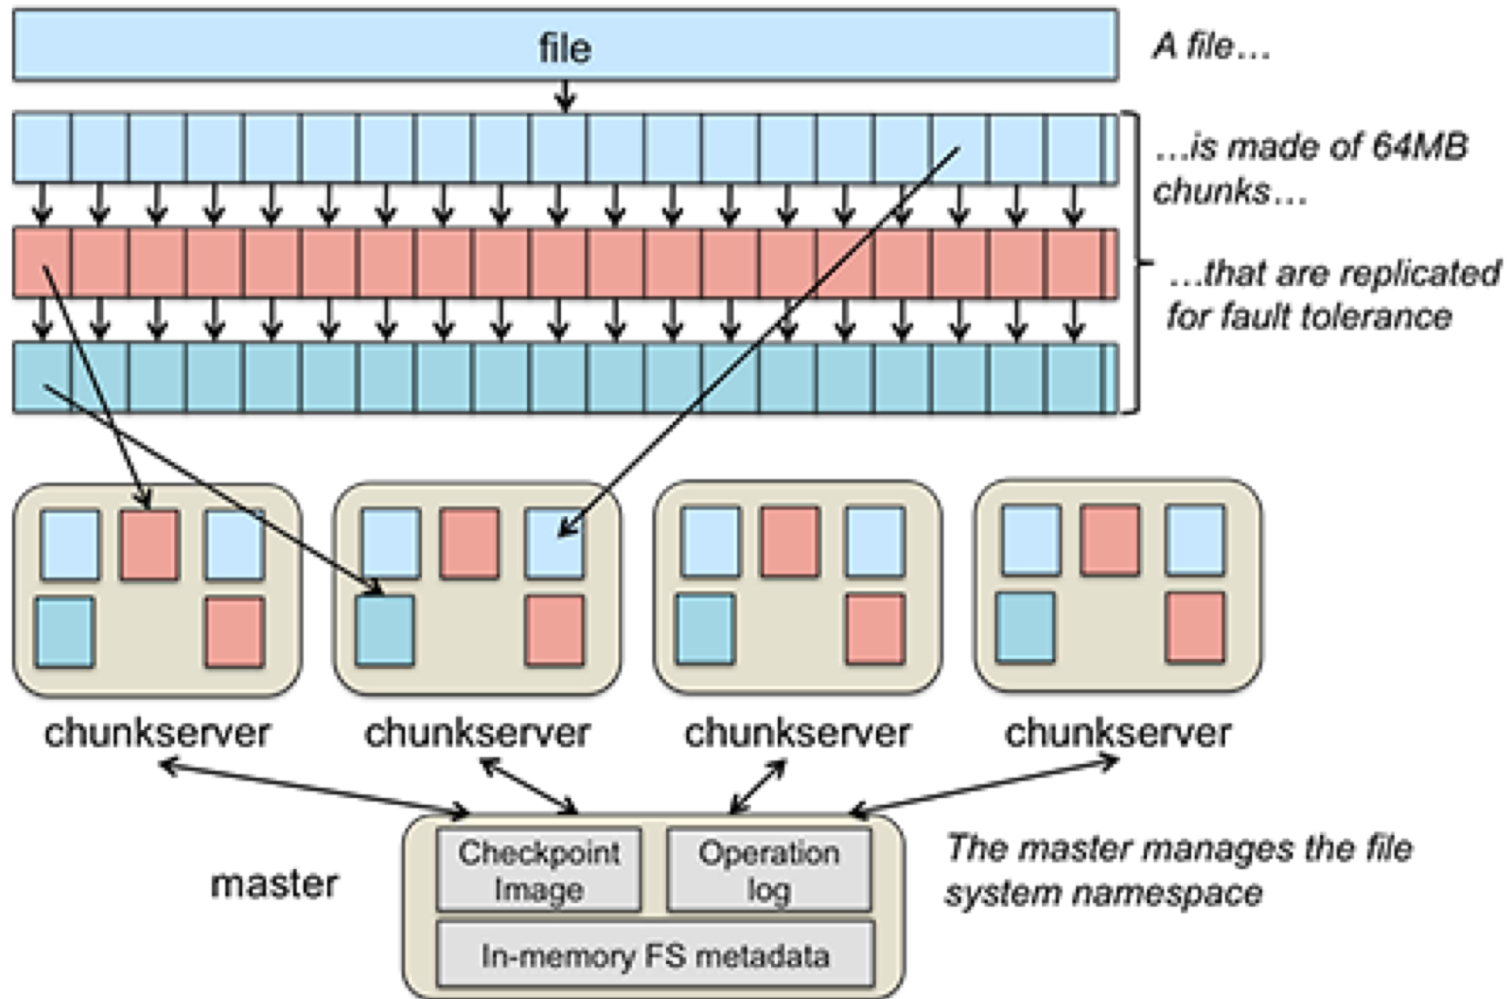 file
A file…
…is made of 64MB
chunks…
…that are replicated
for fault tolerance
chunkserver
chunkserver
chunkserver
chunkserver
master
Checkpoint
Image
Operation
log
In-memory FS metadata
The master manages the file
system namespace